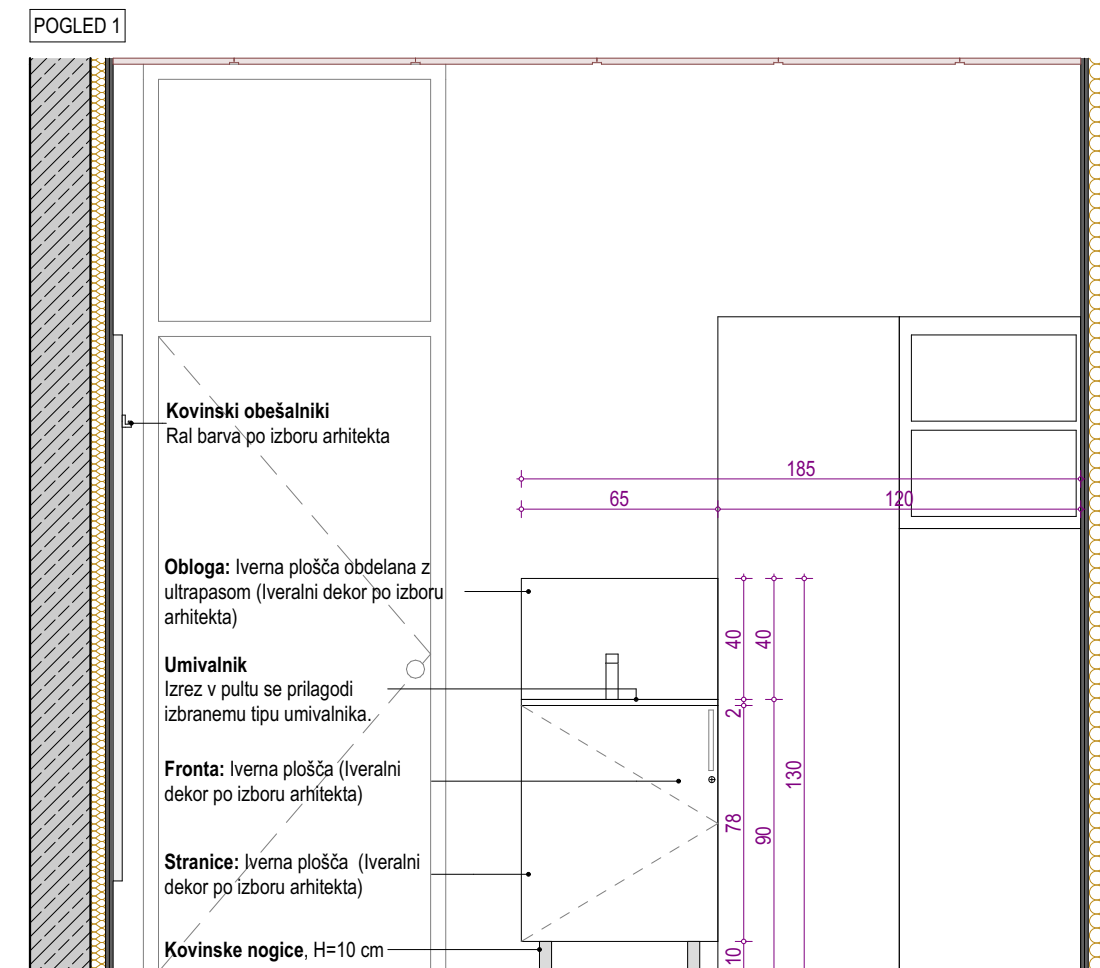 POGLED 1
Kovinski obešalniki
Ral barva po izboru arhitekta
185
65
120
Obloga: Iverna plošča obdelana z
ultrapasom (Iveralni dekor po izboru
arhitekta)
40
40
Umivalnik
Izrez v pultu se prilagodi
izbranemu tipu umivalnika.
2
Fronta: Iverna plošča (Iveralni
dekor po izboru arhitekta)
130
78
90
Stranice: Iverna plošča (Iveralni
dekor po izboru arhitekta)
Kovinske nogice, H=10 cm
10